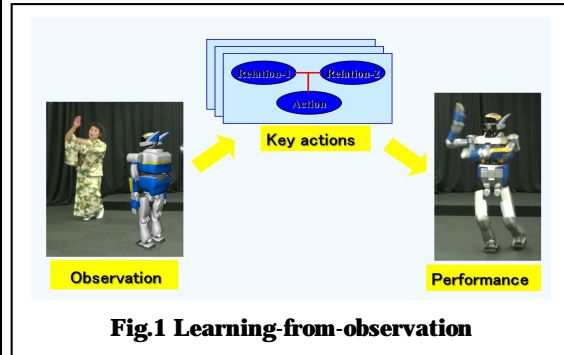 Relation-1 Relation-2
Action
Key actions
Observation
Performance
Fig.1 Learning-from-observation